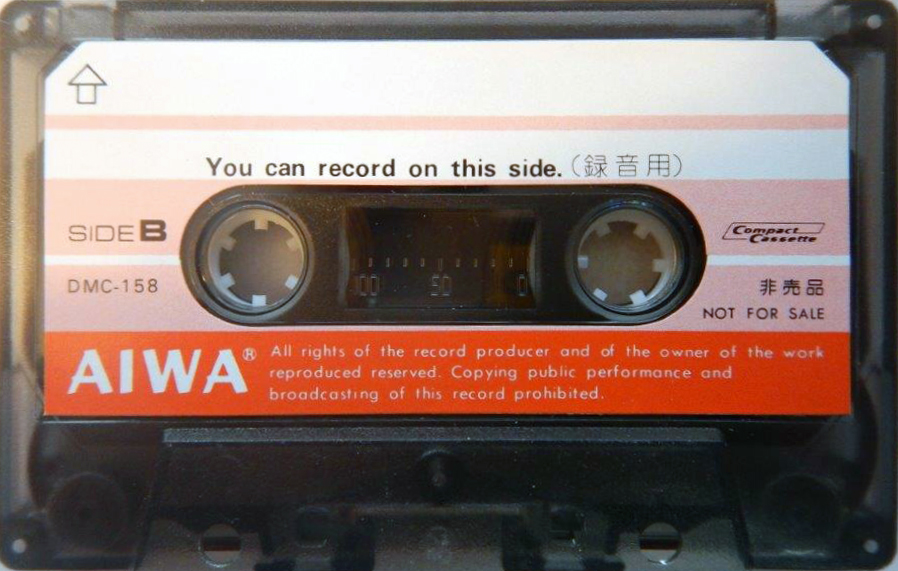 You can record on this side.(録音用)
SIDE B
Compact Cassette
DMC-158
100 50 0
非売品
NOT FOR SALE
AIWA®
All rights of the record producer and of the owner of the work
reproduced reserved. Copying public performance and
broadcasting of this record prohibited.